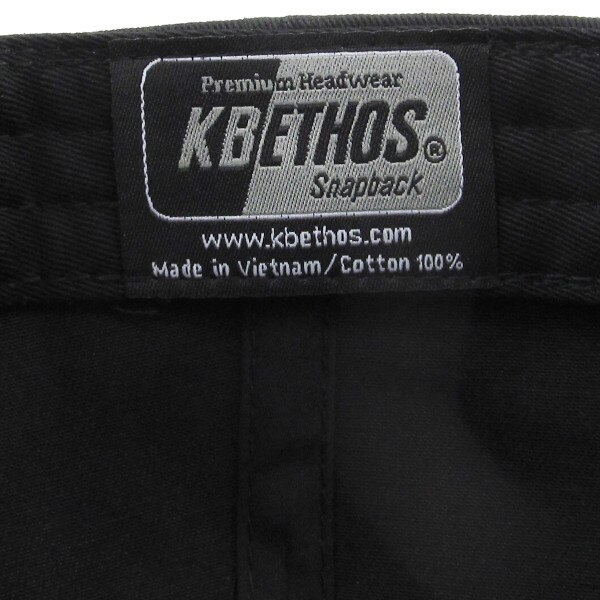 Premium Headwear
KBETHOS®
Snapback
www.kbethos.com
Made in Vietnam/Cotton 100%